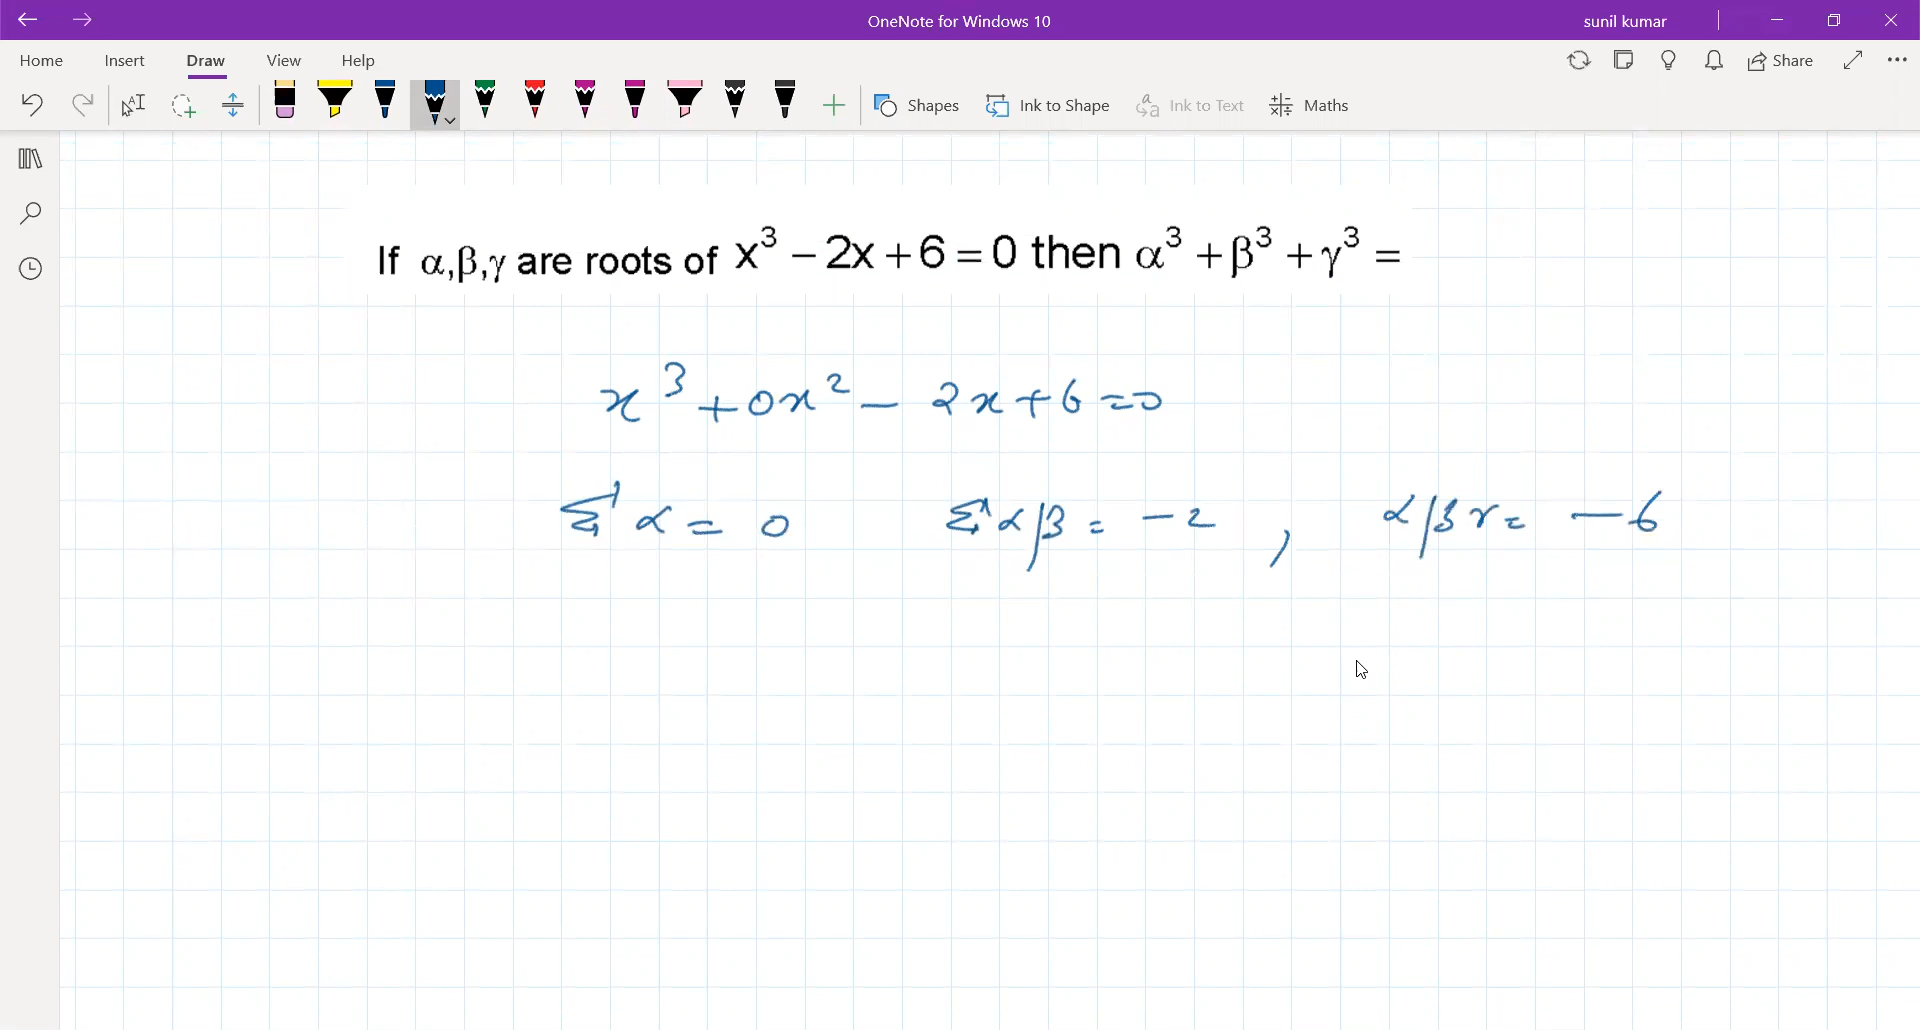 OneNote for Windows 10
sunil kumar
Home Insert Draw View Help
Share
Shapes Ink to Shape Ink to Text Maths
If α,β,γ are roots of x³ − 2x + 6 = 0 then α³ + β³ + γ³ =
x³ + 0x² − 2x + 6 = 0
Σ α = 0 Σ αβ = −2 , αβγ = −6